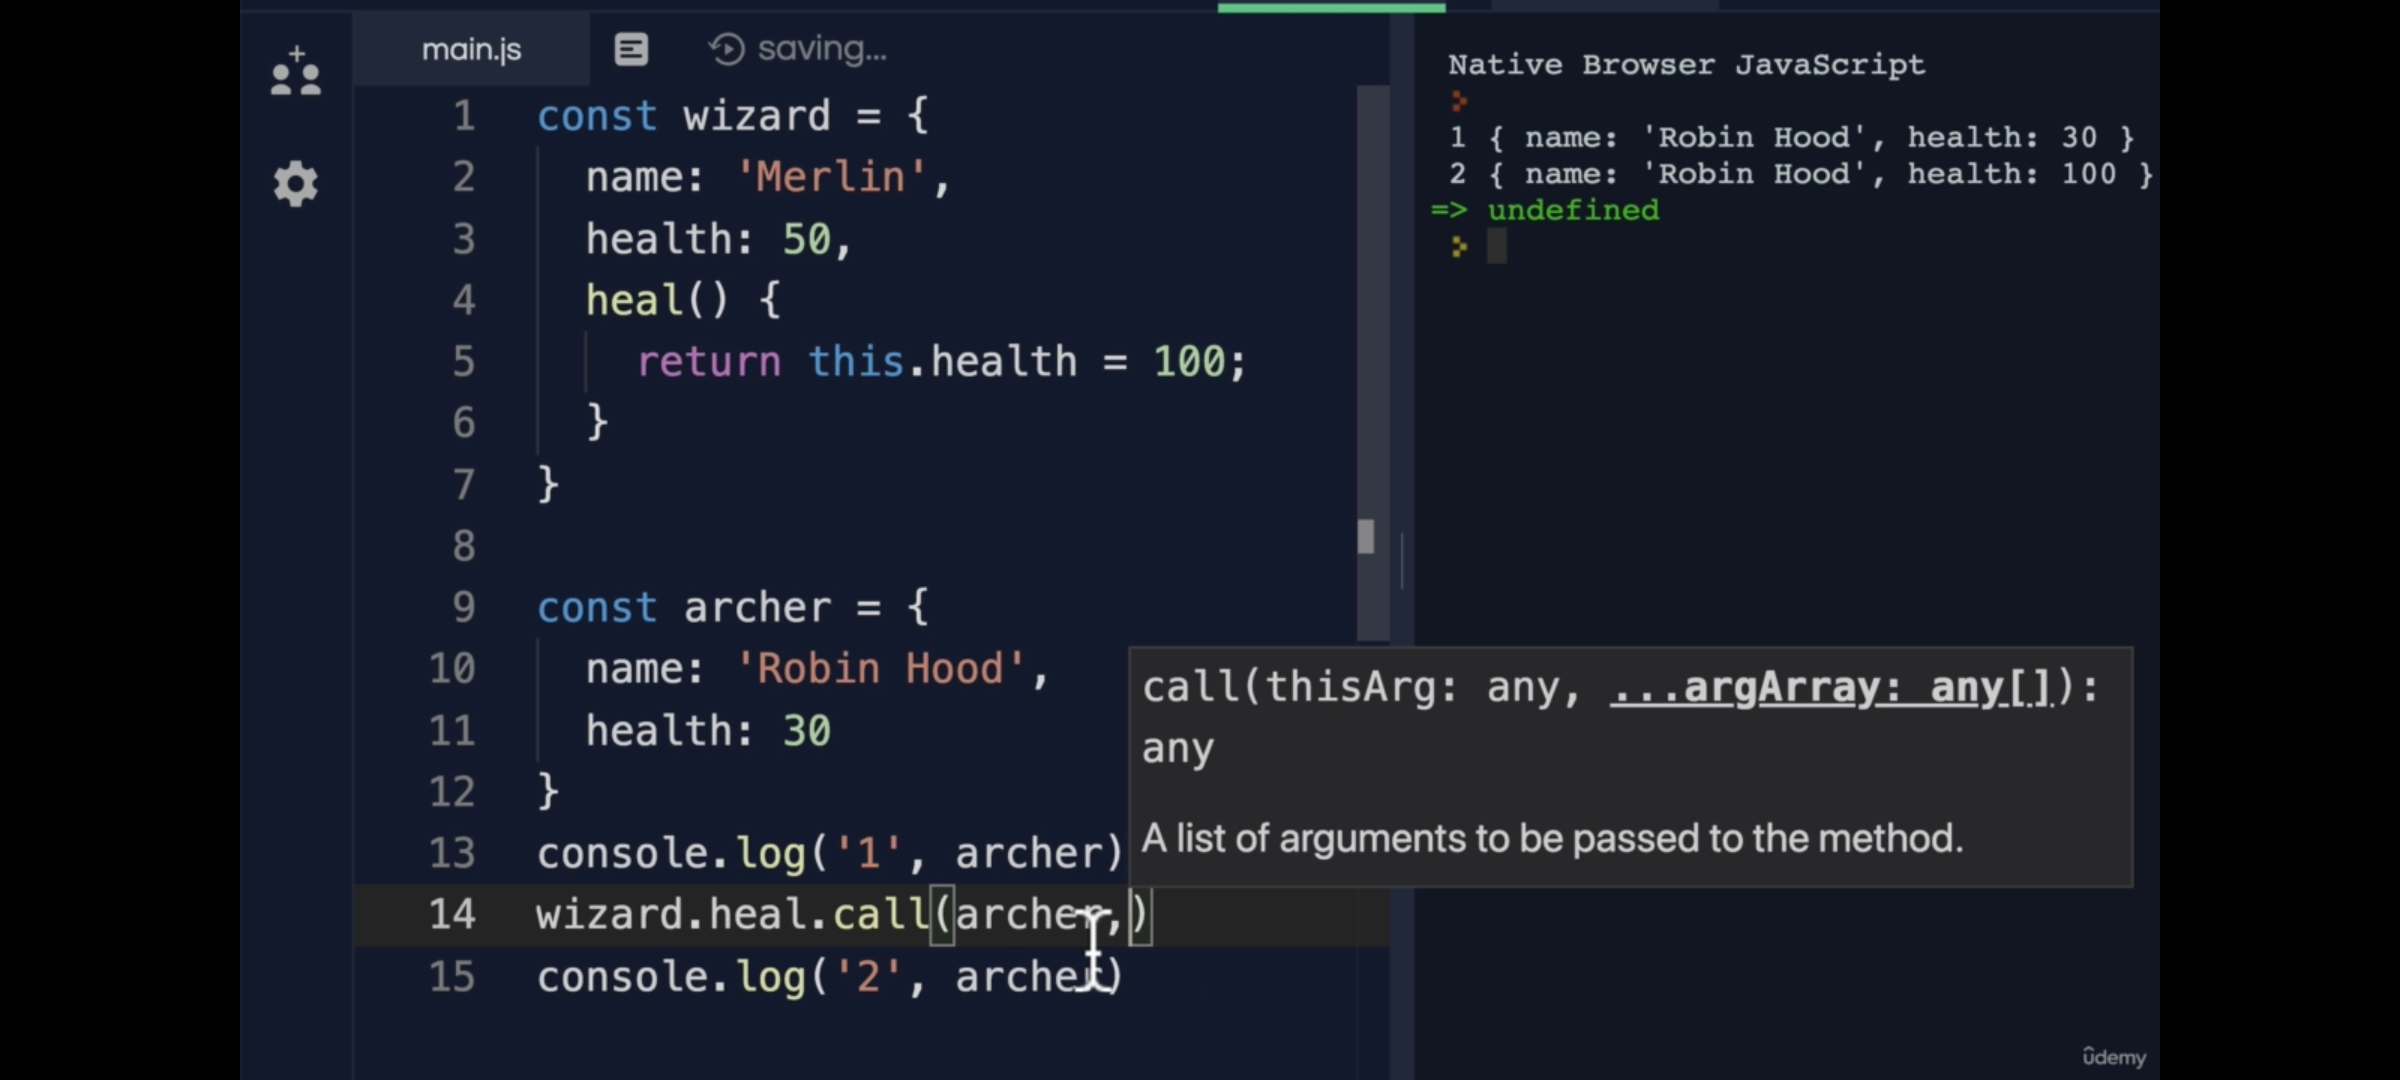 main.js
saving...
1 const wizard = {
2 name: 'Merlin',
3 health: 50,
4 heal() {
5 return this.health = 100;
6 }
7 }
8
9 const archer = {
10 name: 'Robin Hood',
11 health: 30
12 }
13 console.log('1', archer)
14 wizard.heal.call(archer,)
15 console.log('2', archer)
call(thisArg: any, ...argArray: any[]):
any
A list of arguments to be passed to the method.
Native Browser JavaScript
1 { name: 'Robin Hood', health: 30 }
2 { name: 'Robin Hood', health: 100 }
=> undefined
ûdemy